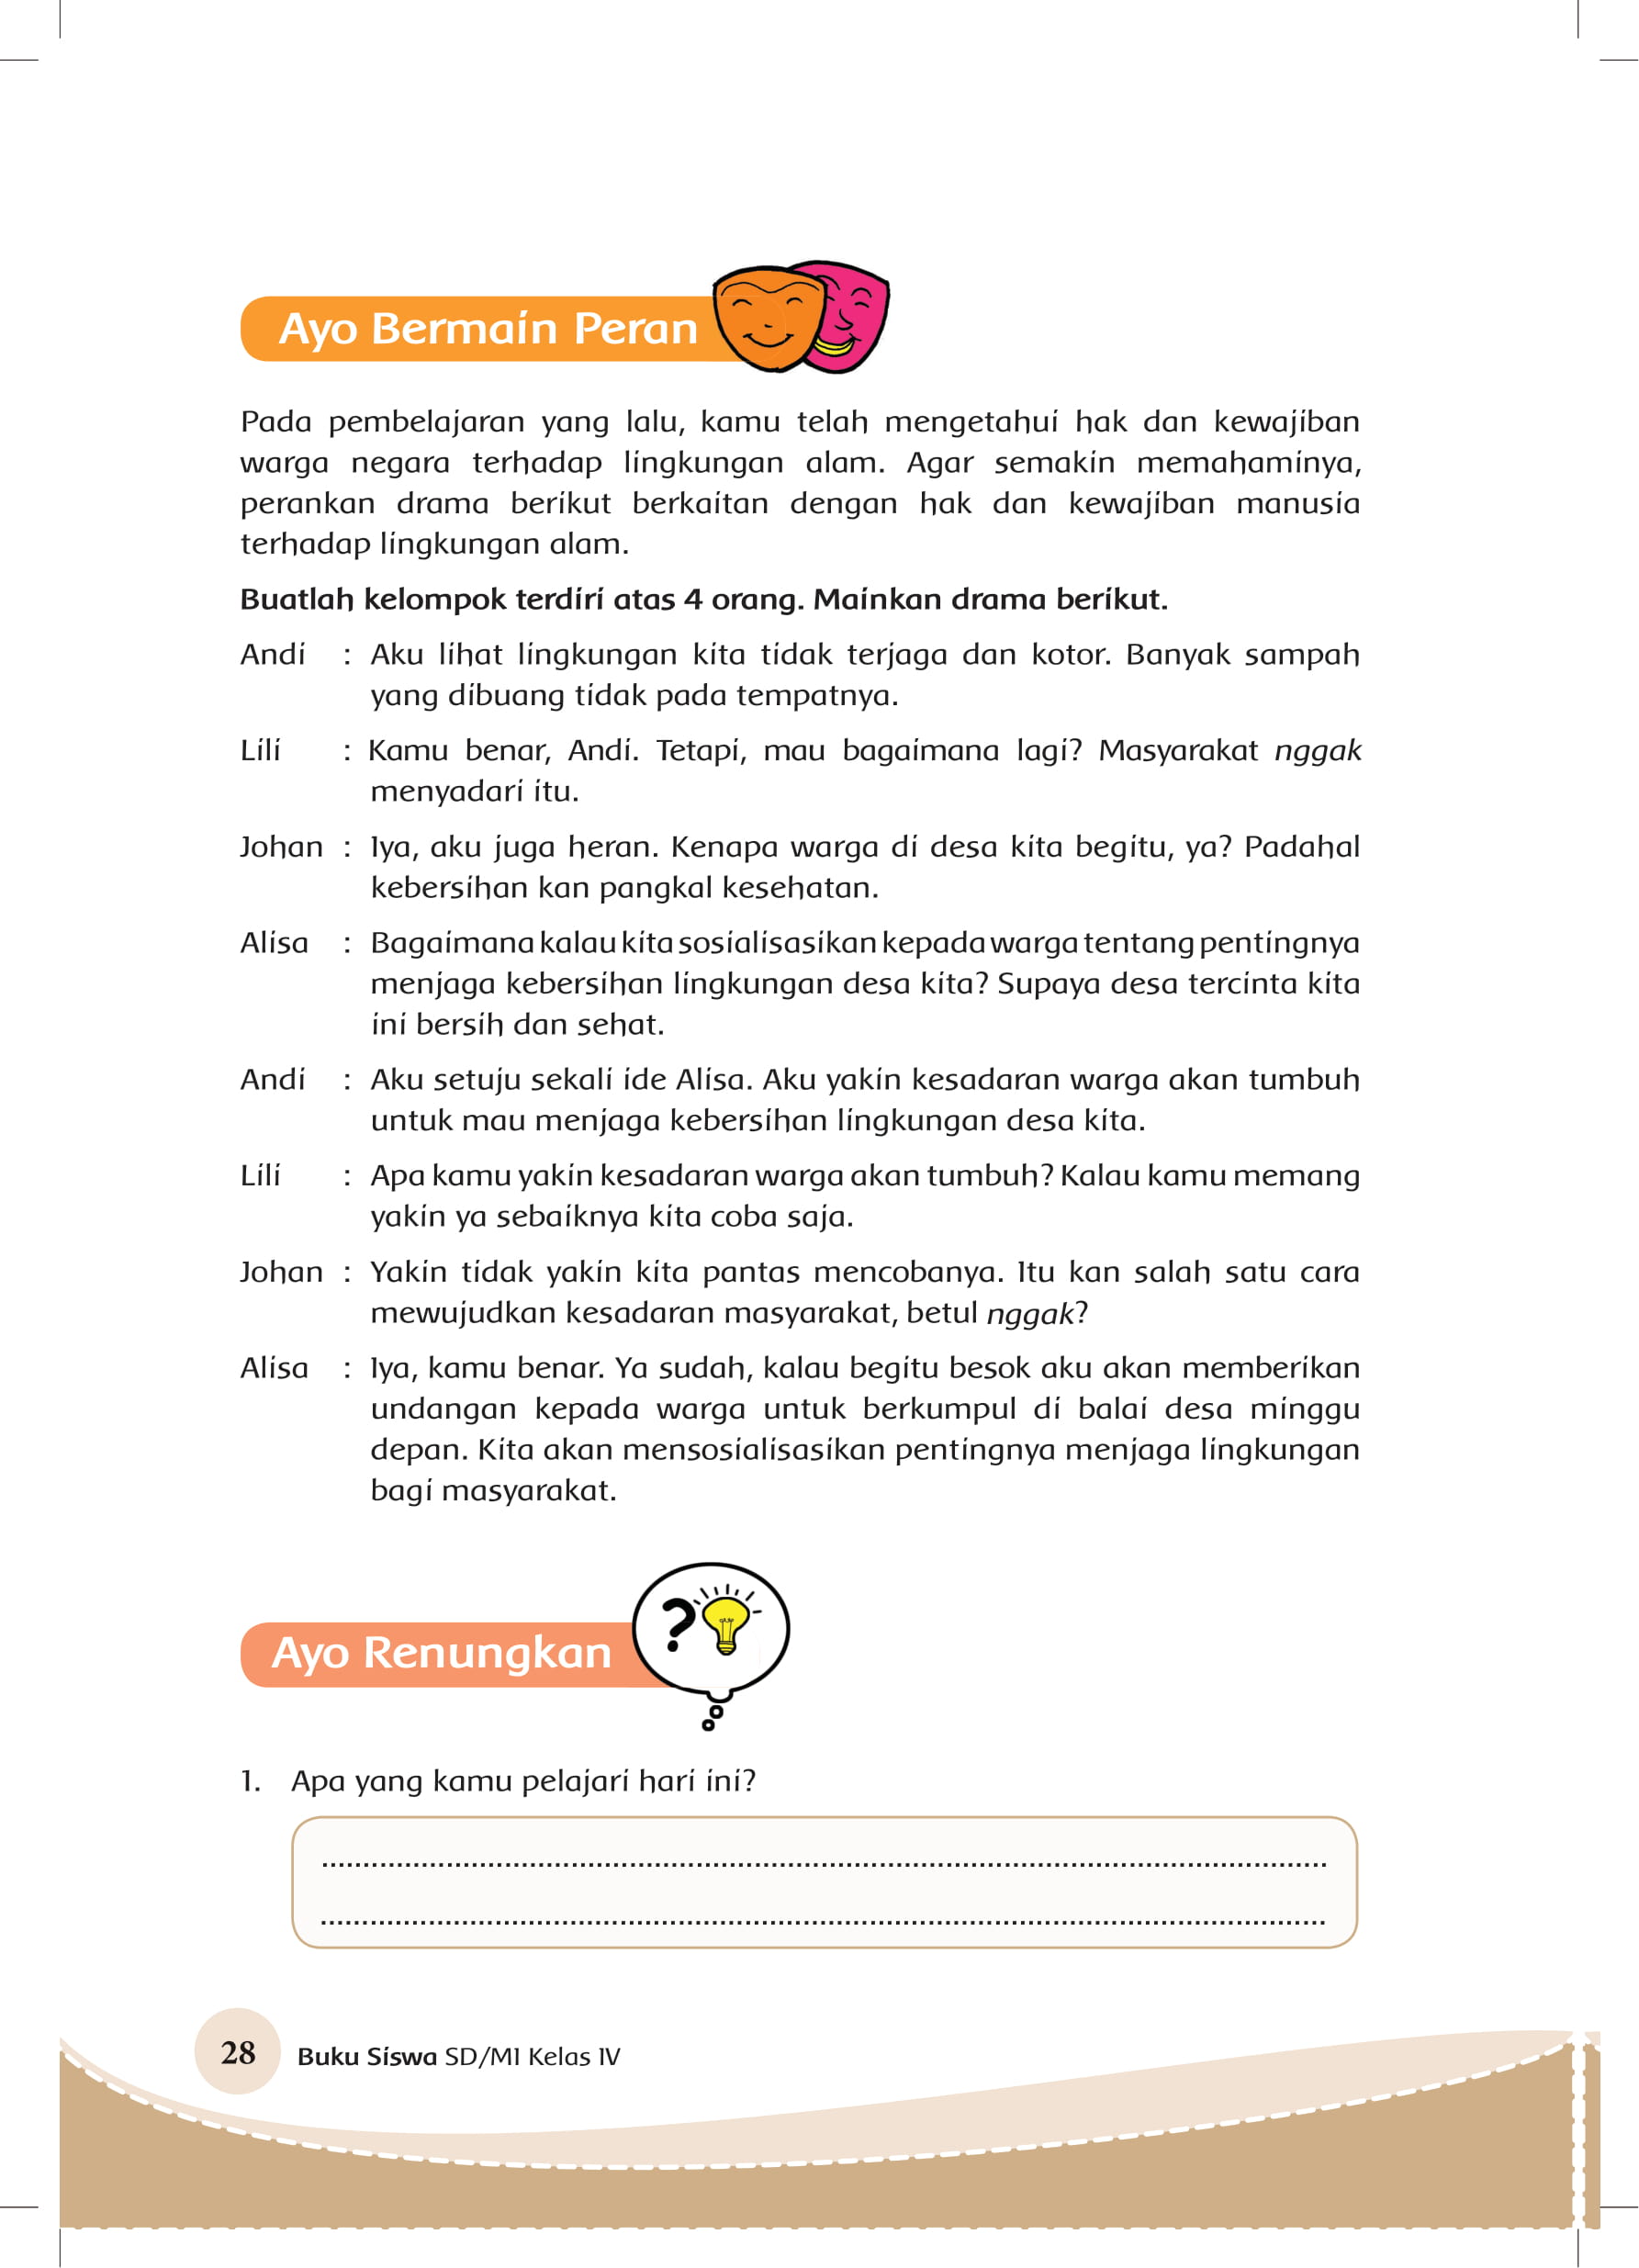 Ayo Bermain Peran
Pada pembelajaran yang lalu, kamu telah mengetahui hak dan kewajiban
warga negara terhadap lingkungan alam. Agar semakin memahaminya,
perankan drama berikut berkaitan dengan hak dan kewajiban manusia
terhadap lingkungan alam.
Buatlah kelompok terdiri atas 4 orang. Mainkan drama berikut.
Andi : Aku lihat lingkungan kita tidak terjaga dan kotor. Banyak sampah
yang dibuang tidak pada tempatnya.
Lili : Kamu benar, Andi. Tetapi, mau bagaimana lagi? Masyarakat nggak
menyadari itu.
Johan : Iya, aku juga heran. Kenapa warga di desa kita begitu, ya? Padahal
kebersihan kan pangkal kesehatan.
Alisa : Bagaimana kalau kita sosialisasikan kepada warga tentang pentingnya
menjaga kebersihan lingkungan desa kita? Supaya desa tercinta kita
ini bersih dan sehat.
Andi : Aku setuju sekali ide Alisa. Aku yakin kesadaran warga akan tumbuh
untuk mau menjaga kebersihan lingkungan desa kita.
Lili : Apa kamu yakin kesadaran warga akan tumbuh? Kalau kamu memang
yakin ya sebaiknya kita coba saja.
Johan : Yakin tidak yakin kita pantas mencobanya. Itu kan salah satu cara
mewujudkan kesadaran masyarakat, betul nggak?
Alisa : Iya, kamu benar. Ya sudah, kalau begitu besok aku akan memberikan
undangan kepada warga untuk berkumpul di balai desa minggu
depan. Kita akan mensosialisasikan pentingnya menjaga lingkungan
bagi masyarakat.
?
Ayo Renungkan
1. Apa yang kamu pelajari hari ini?
28 Buku Siswa SD/MI Kelas IV